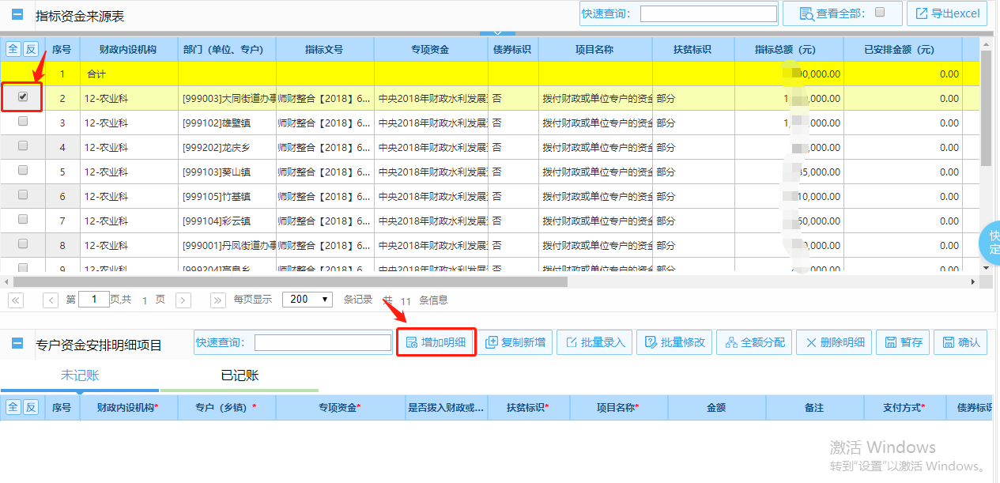 指标资金来源表 快速查询: 查看全部: 导出excel
全 反 序号 财政内设机构 部门（单位、专户） 指标文号 专项资金 债券标识 项目名称 扶贫标识 指标总额（元） 已安排金额（元）
1 合计 00,000.00 0.00
2 12-农业科 [999003]大同街道办事 师财整合【2018】6... 中央2018年财政水利发展 否 拨付财政或单位专户的资金 部分 ,000.00 0.00
3 12-农业科 [999102]雄壁镇 师财整合【2018】6... 中央2018年财政水利发展 否 拨付财政或单位专户的资金 部分 1, 000.00 0.00
4 12-农业科 [999202]龙庆乡 师财整合【2018】6... 中央2018年财政水利发展 否 拨付财政或单位专户的资金 部分 ,000.00 0.00
5 12-农业科 [999103]葵山镇 师财整合【2018】6... 中央2018年财政水利发展 否 拨付财政或单位专户的资金 部分 5,000.00 0.00
6 12-农业科 [999105]竹基镇 师财整合【2018】6... 中央2018年财政水利发展 否 拨付财政或单位专户的资金 部分 10,000.00 0.00
7 12-农业科 [999104]彩云镇 师财整合【2018】6... 中央2018年财政水利发展 否 拨付财政或单位专户的资金 部分 60,000.00 0.00
8 12-农业科 [999001]丹凤街道办事 师财整合【2018】6... 中央2018年财政水利发展 否 拨付财政或单位专户的资金 部分 ,000.00 0.00
9 12-农业科 [999204]高良乡 师财整合【2018】6... 中央2018年财政水利发展 否 拨付财政或单位专户的资金 部分 ,000.00 0.00
快
定
第 1 页,共 1 页 每页显示 200 条记录 共 11 条信息
专户资金安排明细项目 快速查询: 增加明细 复制新增 批量录入 批量修改 全额分配 删除明细 暂存 确认
未记账 已记账
全 反 序号 财政内设机构* 专户（乡镇）* 专项资金* 是否拨入财政或... 扶贫标识* 项目名称* 金额 备注 支付方式* 债券标识
激活 Windows
转到"设置"以激活 Windows。